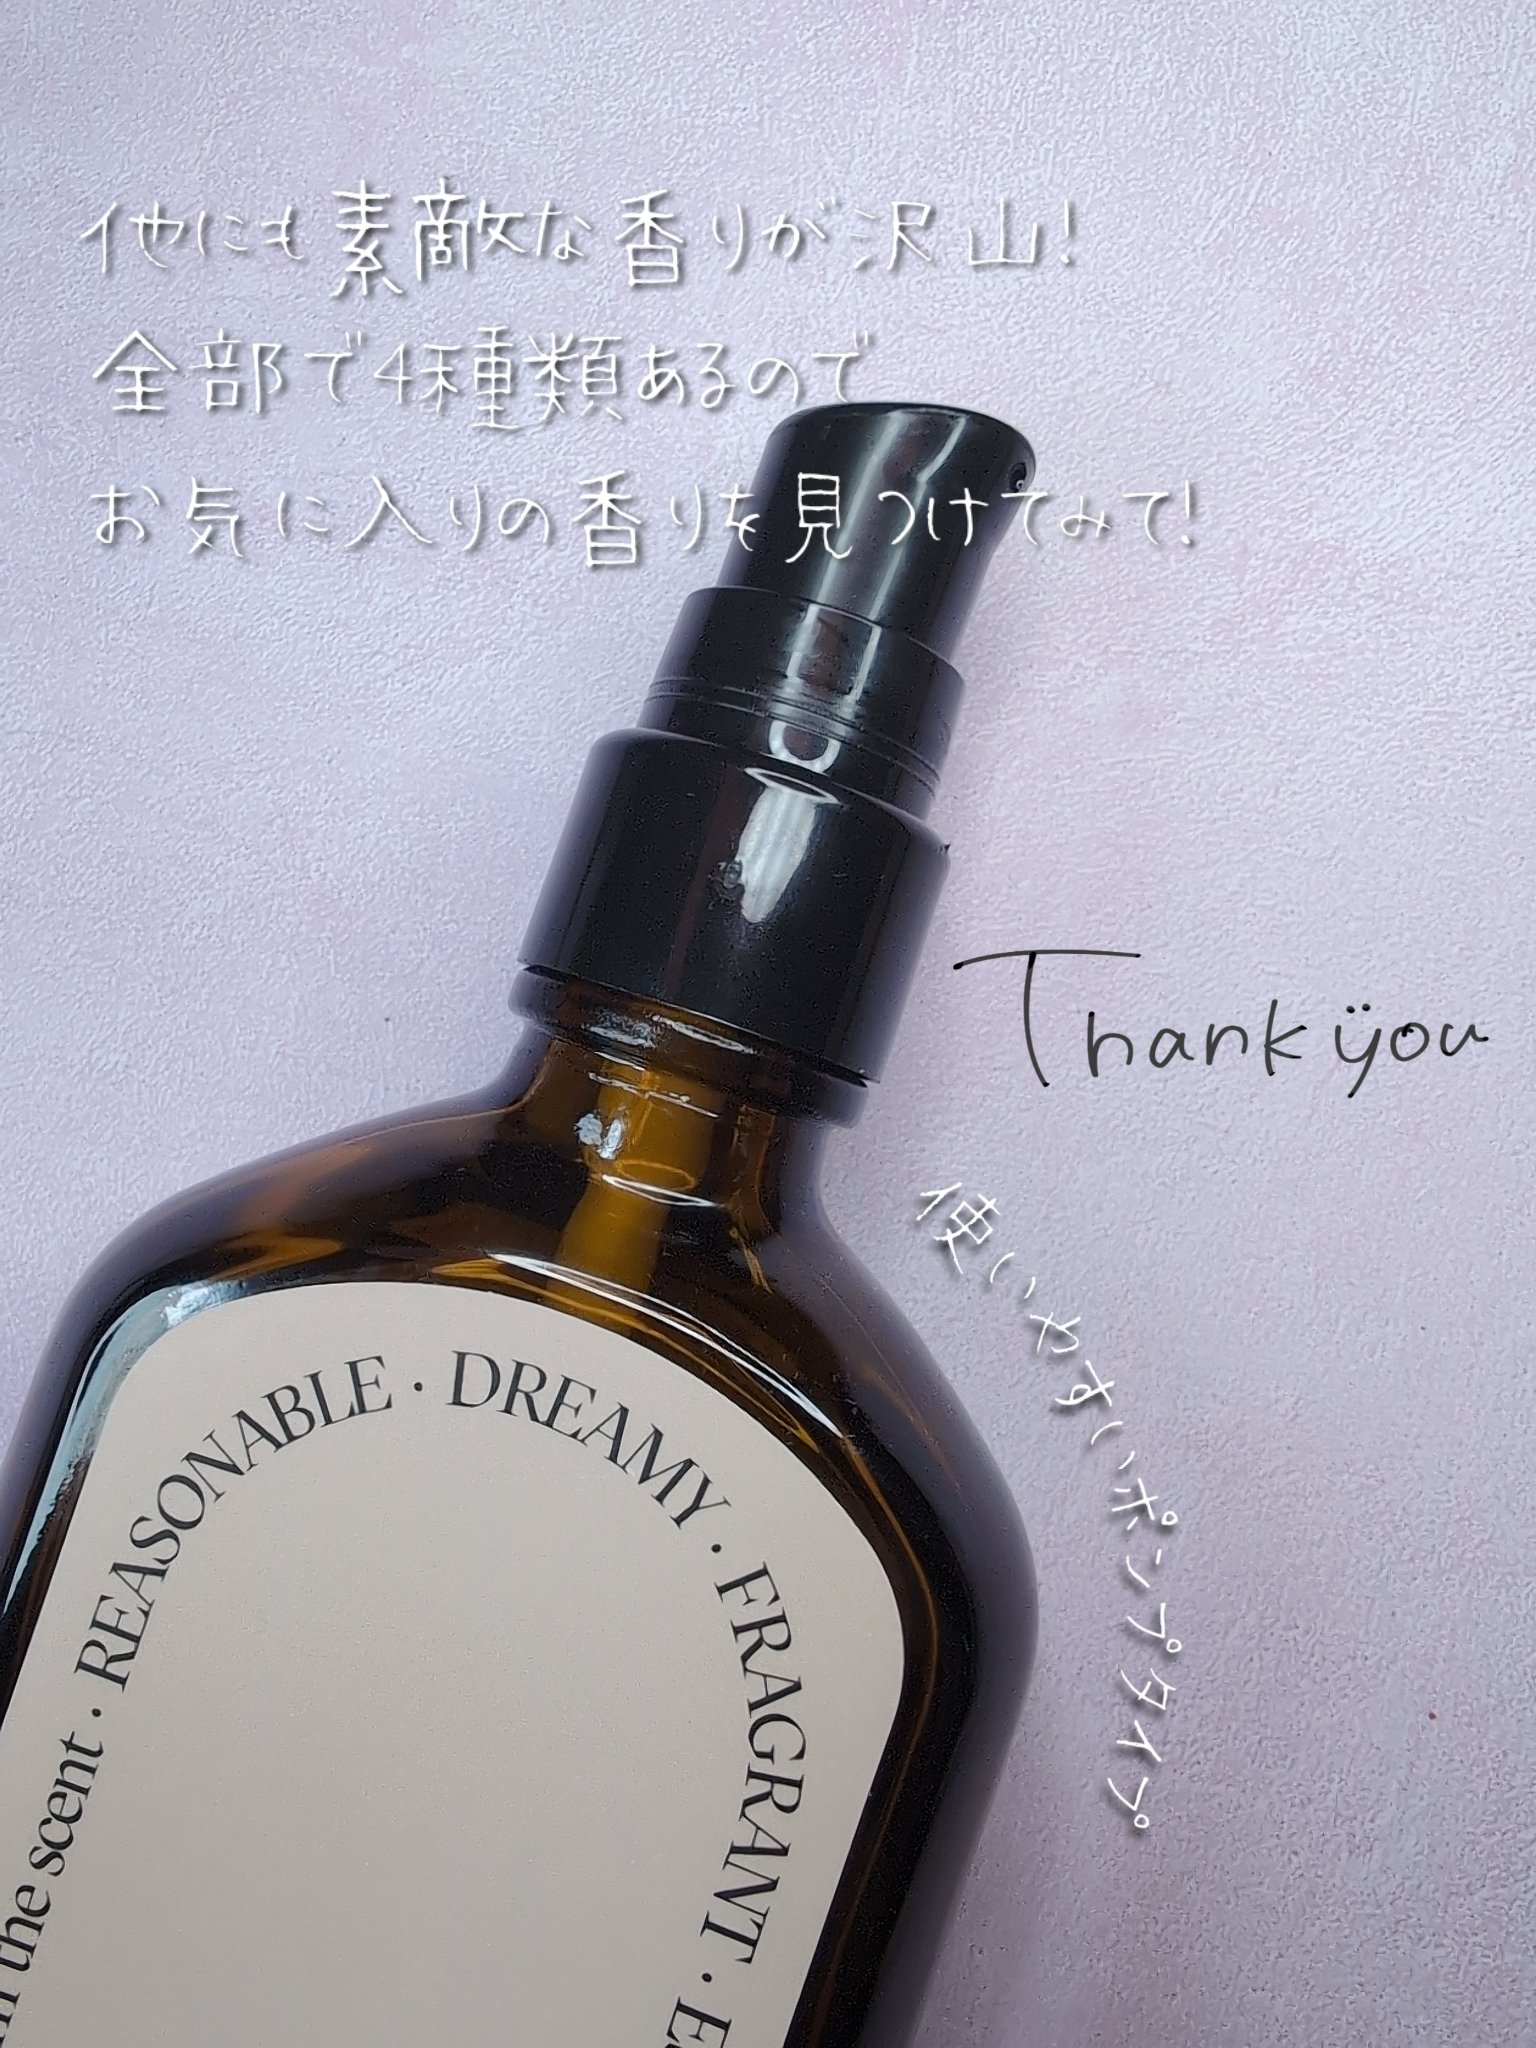 他にも素敵な香りが沢山!
全部で4種類あるので
お気に入りの香りを見つけてみて!
Thank you
使いやすいポンプタイプ
the scent · REASONABLE · DREAMY · FRAGRANT ·